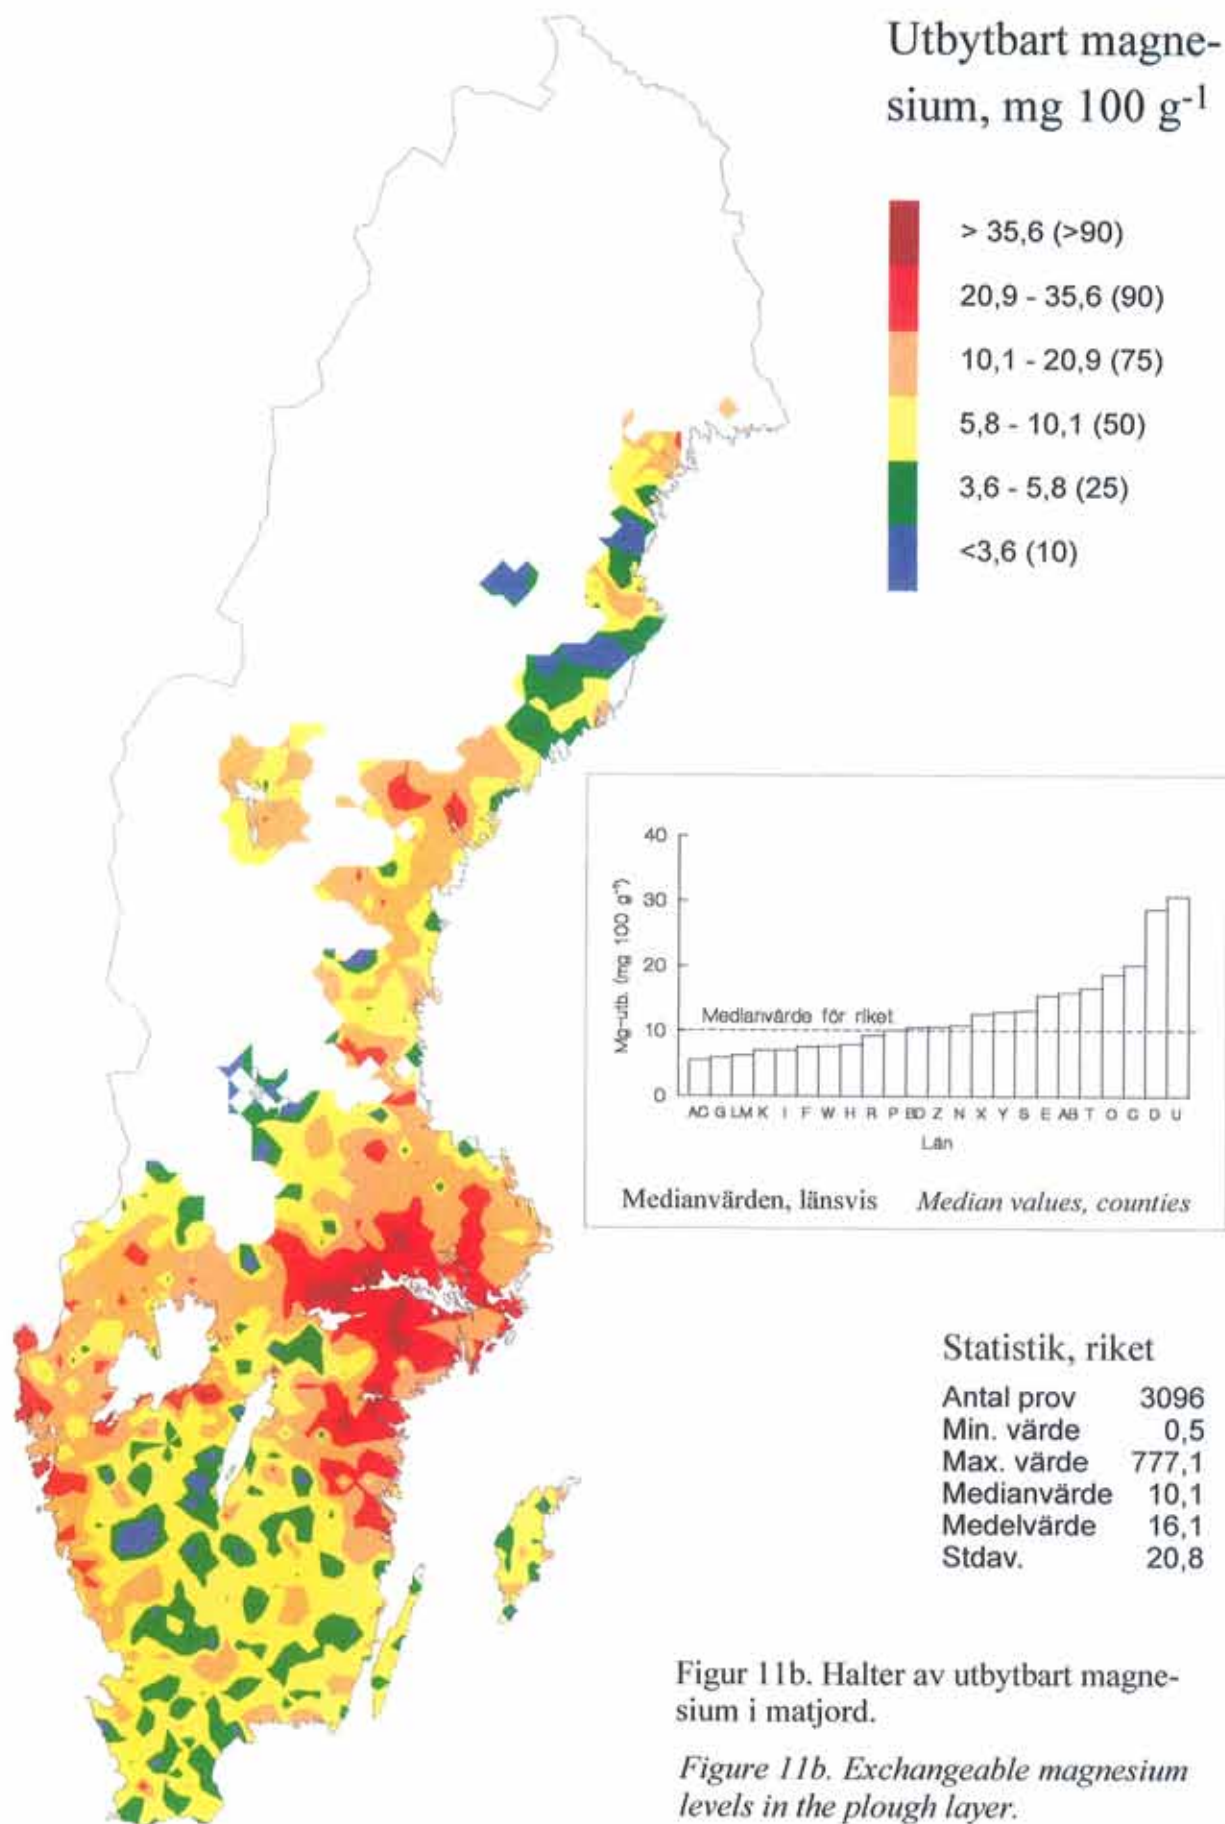 Utbytbart magne-
sium, mg 100 g-1
> 35,6 (>90)
20,9 - 35,6 (90)
10,1 - 20,9 (75)
5,8 - 10,1 (50)
3,6 - 5,8 (25)
<3,6 (10)
40
30
20
10
0
Mg-utb. (mg 100 g-1)
Medianvärde för riket
AC G LM K I F W H R P BD Z N X Y S E AB T O C D U
Län
Medianvärden, länsvis Median values, counties
Statistik, riket
Antal prov 3096
Min. värde 0,5
Max. värde 777,1
Medianvärde 10,1
Medelvärde 16,1
Stdav. 20,8
Figur 11b. Halter av utbytbart magne-
sium i matjord.
Figure 11b. Exchangeable magnesium
levels in the plough layer.